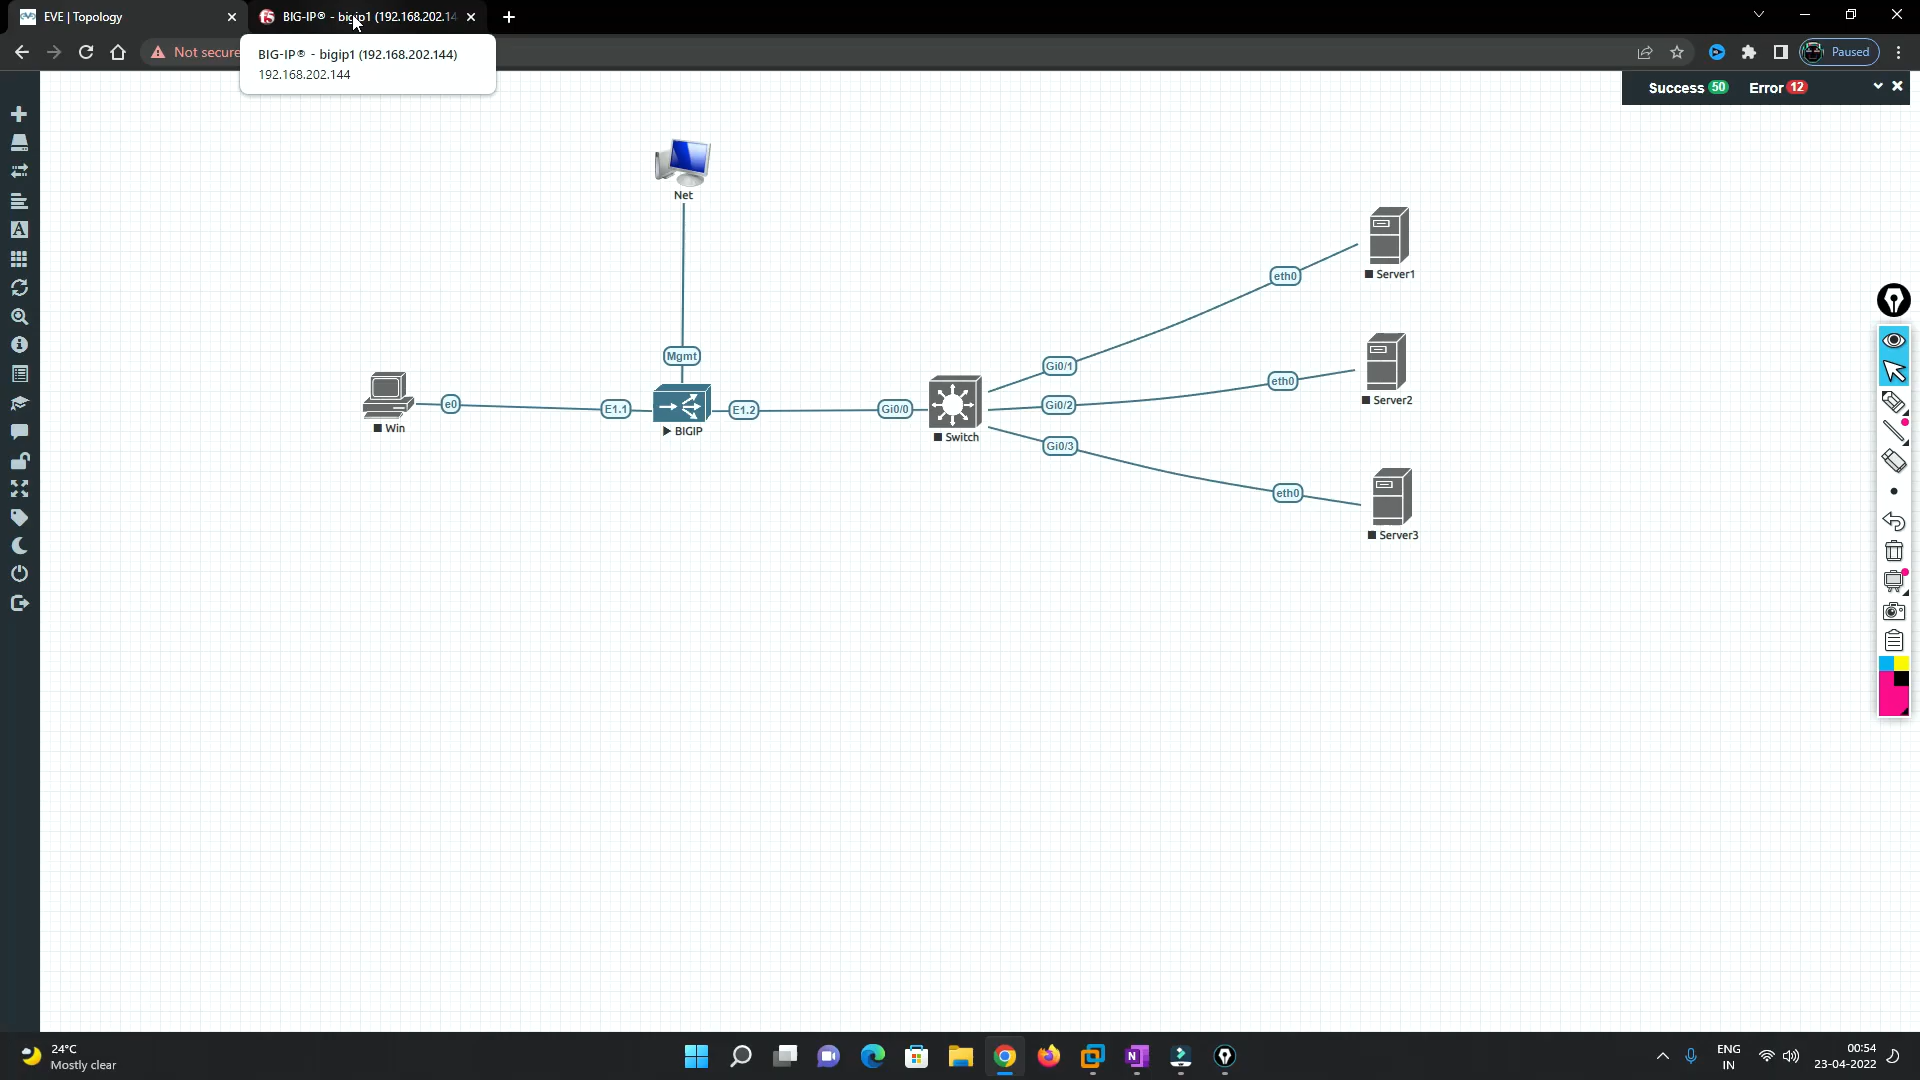 EVE | Topology
BIG-IP® - bigip1 (192.168.202.14
Not secure
Paused
BIG-IP® - bigip1 (192.168.202.144)
192.168.202.144
Success 50 Error 12
Net
Server1
eth0
Mgmt
Gi0/1
Server2
eth0
Win
e0
E1.1
BIGIP
E1.2
Gi0/0
Switch
Gi0/2
Gi0/3
eth0
Server3
24°C
Mostly clear
ENG
IN
00:54
23-04-2022